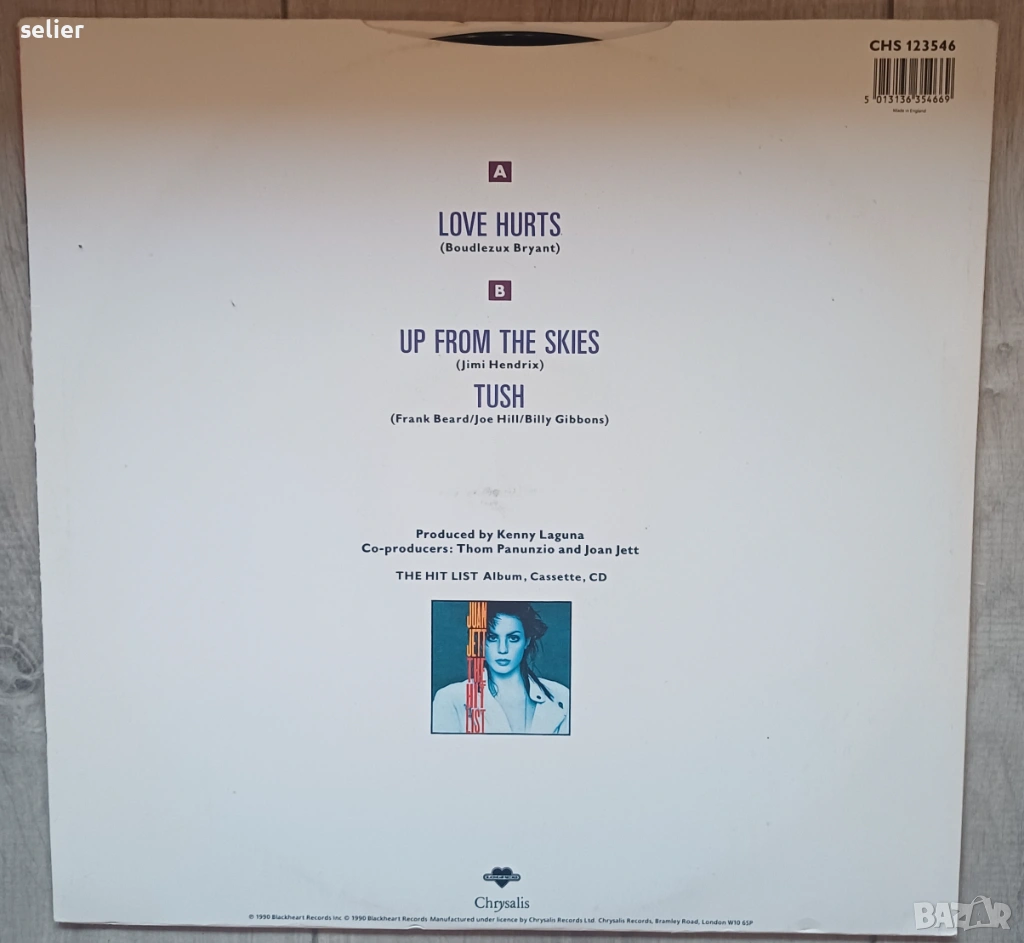 selier
CHS 123546
5 013136 354669
Made in England
A
LOVE HURTS
(Boudlezux Bryant)
B
UP FROM THE SKIES
(Jimi Hendrix)
TUSH
(Frank Beard/Joe Hill/Billy Gibbons)
Produced by Kenny Laguna
Co-producers: Thom Panunzio and Joan Jett
THE HIT LIST Album, Cassette, CD
JOAN
JETT
THE
HIT
LIST
Chrysalis
© 1990 Blackheart Records Inc © 1990 Blackheart Records Manufactured under licence by Chrysalis Records Ltd Chrysalis Records, Bramley Road, London W10 6SP
BAZAR